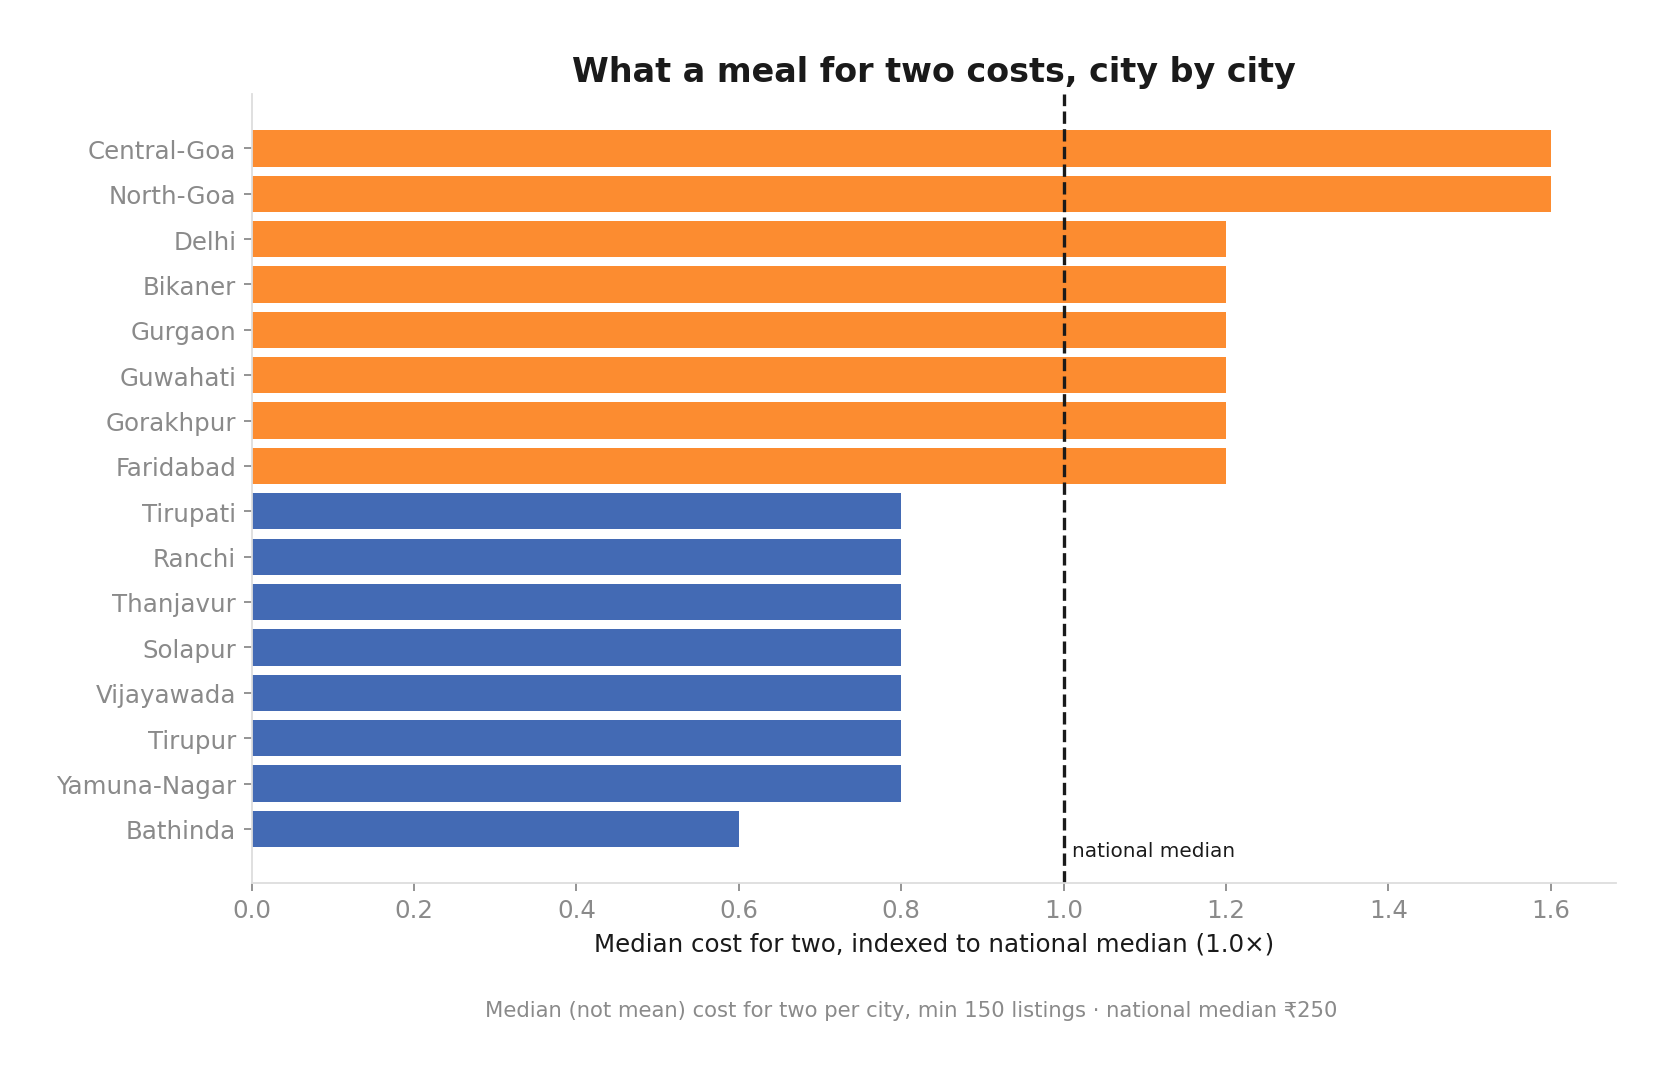 What a meal for two costs, city by city
Central-Goa
North-Goa
Delhi
Bikaner
Gurgaon
Guwahati
Gorakhpur
Faridabad
Tirupati
Ranchi
Thanjavur
Solapur
Vijayawada
Tirupur
Yamuna-Nagar
Bathinda
national median
0.0 0.2 0.4 0.6 0.8 1.0 1.2 1.4 1.6
Median cost for two, indexed to national median (1.0×)
Median (not mean) cost for two per city, min 150 listings · national median ₹250